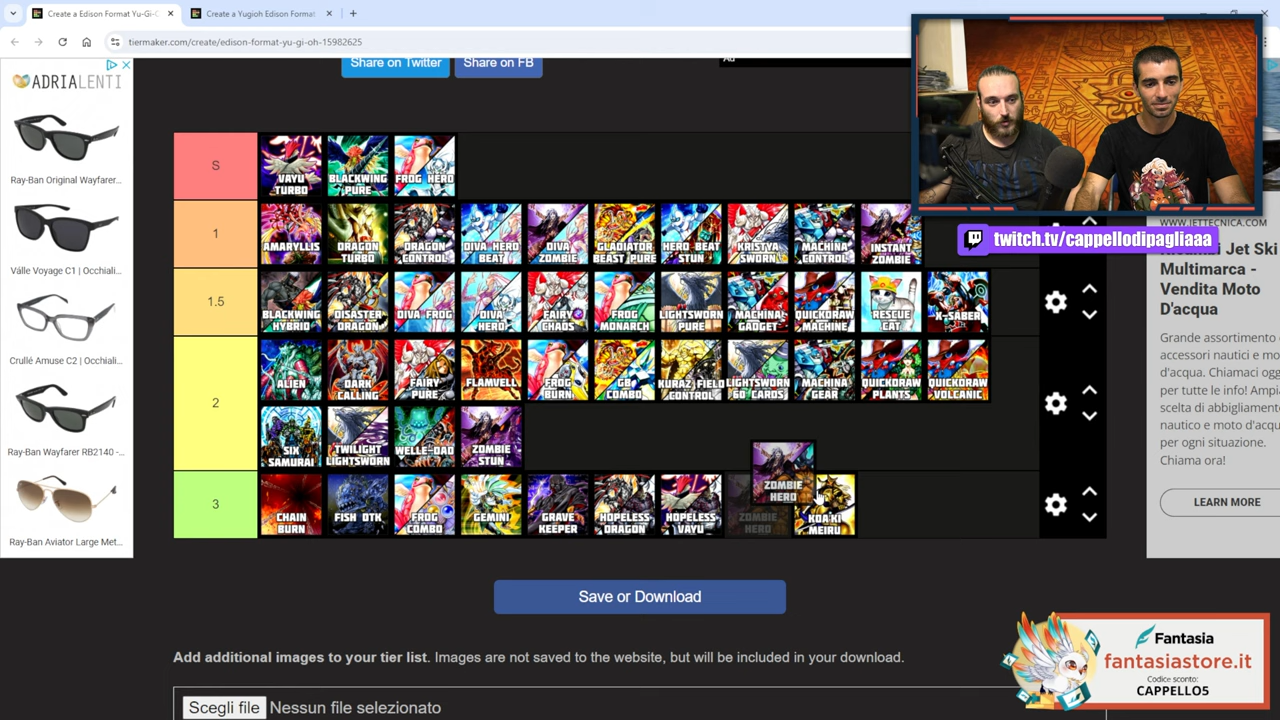 Create a Edison Format Yu-Gi-O
Create a Yugioh Edison Format
tiermaker.com/create/edison-format-yu-gi-oh-15982625
ADRIALENTI
Ray-Ban Original Wayfarer...
Válle Voyage C1 | Occhiali...
Crullé Amuse C2 | Occhiali...
Ray-Ban Wayfarer RB2140 -...
Ray-Ban Aviator Large Met...
Share on Twitter
Share on FB
Ad
S
VAYU TURBO
BLACKWING PURE
FROG HERO
1
AMARYLLIS
DRAGON TURBO
DRAGON CONTROL
DIVA HERO BEAT
DIVA ZOMBIE
GLADIATOR BEAST PURE
HERO BEAT STUN
KRISTYA SWORN
MACHINA CONTROL
INSTANT ZOMBIE
1.5
BLACKWING HYBRID
DISASTER DRAGON
DIVA FROG
DIVA HERO
FAIRY CHAOS
FROG MONARCH
LIGHTSWORN PURE
MACHINA GADGET
QUICKDRAW MACHINE
RESCUE CAT
X-SABER
2
ALIEN
DARK CALLING
FAIRY PURE
FLAMVELL
FROG BURN
GB COMBO
KURAZ FIELD CONTROL
LIGHTSWORN 60 CARDS
MACHINA GEAR
QUICKDRAW PLANTS
QUICKDRAW VOLCANIC
SIX SAMURAI
TWILIGHT LIGHTSWORN
WELLE-DAD
ZOMBIE STUN
3
CHAIN BURN
FISH OTK
FROG COMBO
GEMINI
GRAVE KEEPER
HOPELESS DRAGON
HOPELESS VAYU
ZOMBIE HERO
ZOMBIE HERO
KOA'KI MEIRU
Save or Download
Add additional images to your tier list. Images are not saved to the website, but will be included in your download.
Scegli file Nessun file selezionato
twitch.tv/cappellodipagliaaa
WWW.JETTECNICA.COM
Jet Ski
Multimarca -
Vendita Moto
D'acqua
Grande assortimento
accessori nautici e mo
d'acqua. Chiamaci ogg
per tutte le info! Ampia
scelta di abbigliamento
nautico e moto d'acqu
per ogni situazione.
Chiama ora!
LEARN MORE
Fantasia
fantasiastore.it
Codice sconto:
CAPPELLO5